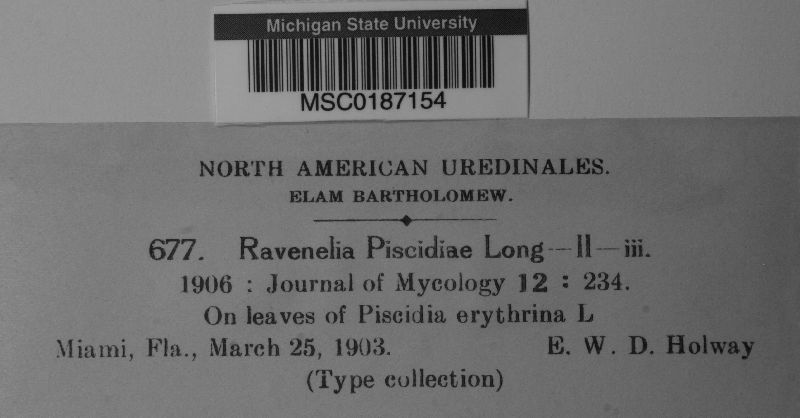 Michigan State University
MSC0187154
NORTH AMERICAN UREDINALES.
ELAM BARTHOLOMEW.
677. Ravenelia Piscidiae Long—II—iii.
1906 : Journal of Mycology 12 : 234.
On leaves of Piscidia erythrina L
Miami, Fla., March 25, 1903. E. W. D. Holway
(Type collection)